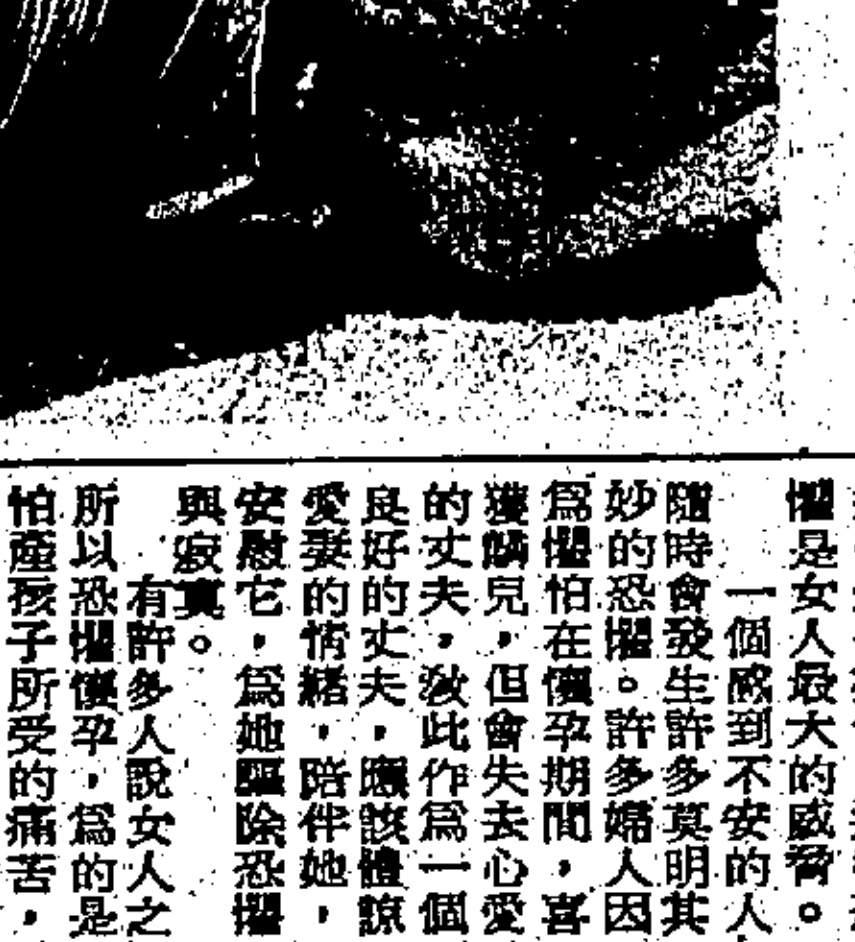 懼是女人最大的威脅。
一個感到不安的人
隨時會發生許多莫明其
妙的恐懼。許多婦人因
爲懼怕在懷孕期間，喜
獲麟兒，但會失去心愛
的丈夫，故此作爲一個
良好的丈夫，應該體諒
愛妻的情緒，陪伴她，
安慰它，爲她驅除恐懼
與寂寞。
有許多人說女人之
所以恐懼懷孕，爲的是
怕產孩子所受的痛苦，